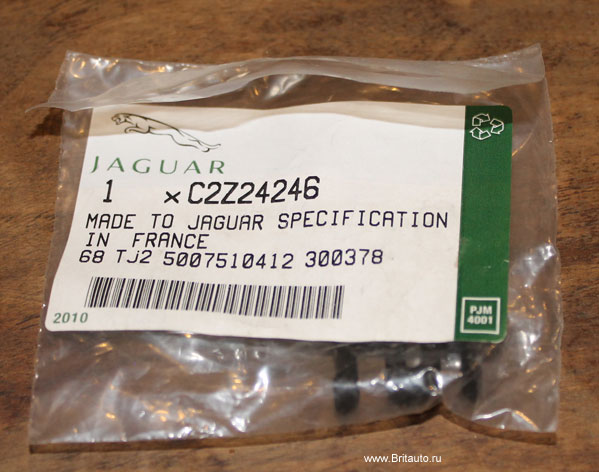 JAGUAR
1 x C2Z24246
MADE TO JAGUAR SPECIFICATION
IN FRANCE
68 TJ2 5007510412 300378
2010
PJM
4001
www.Britauto.ru